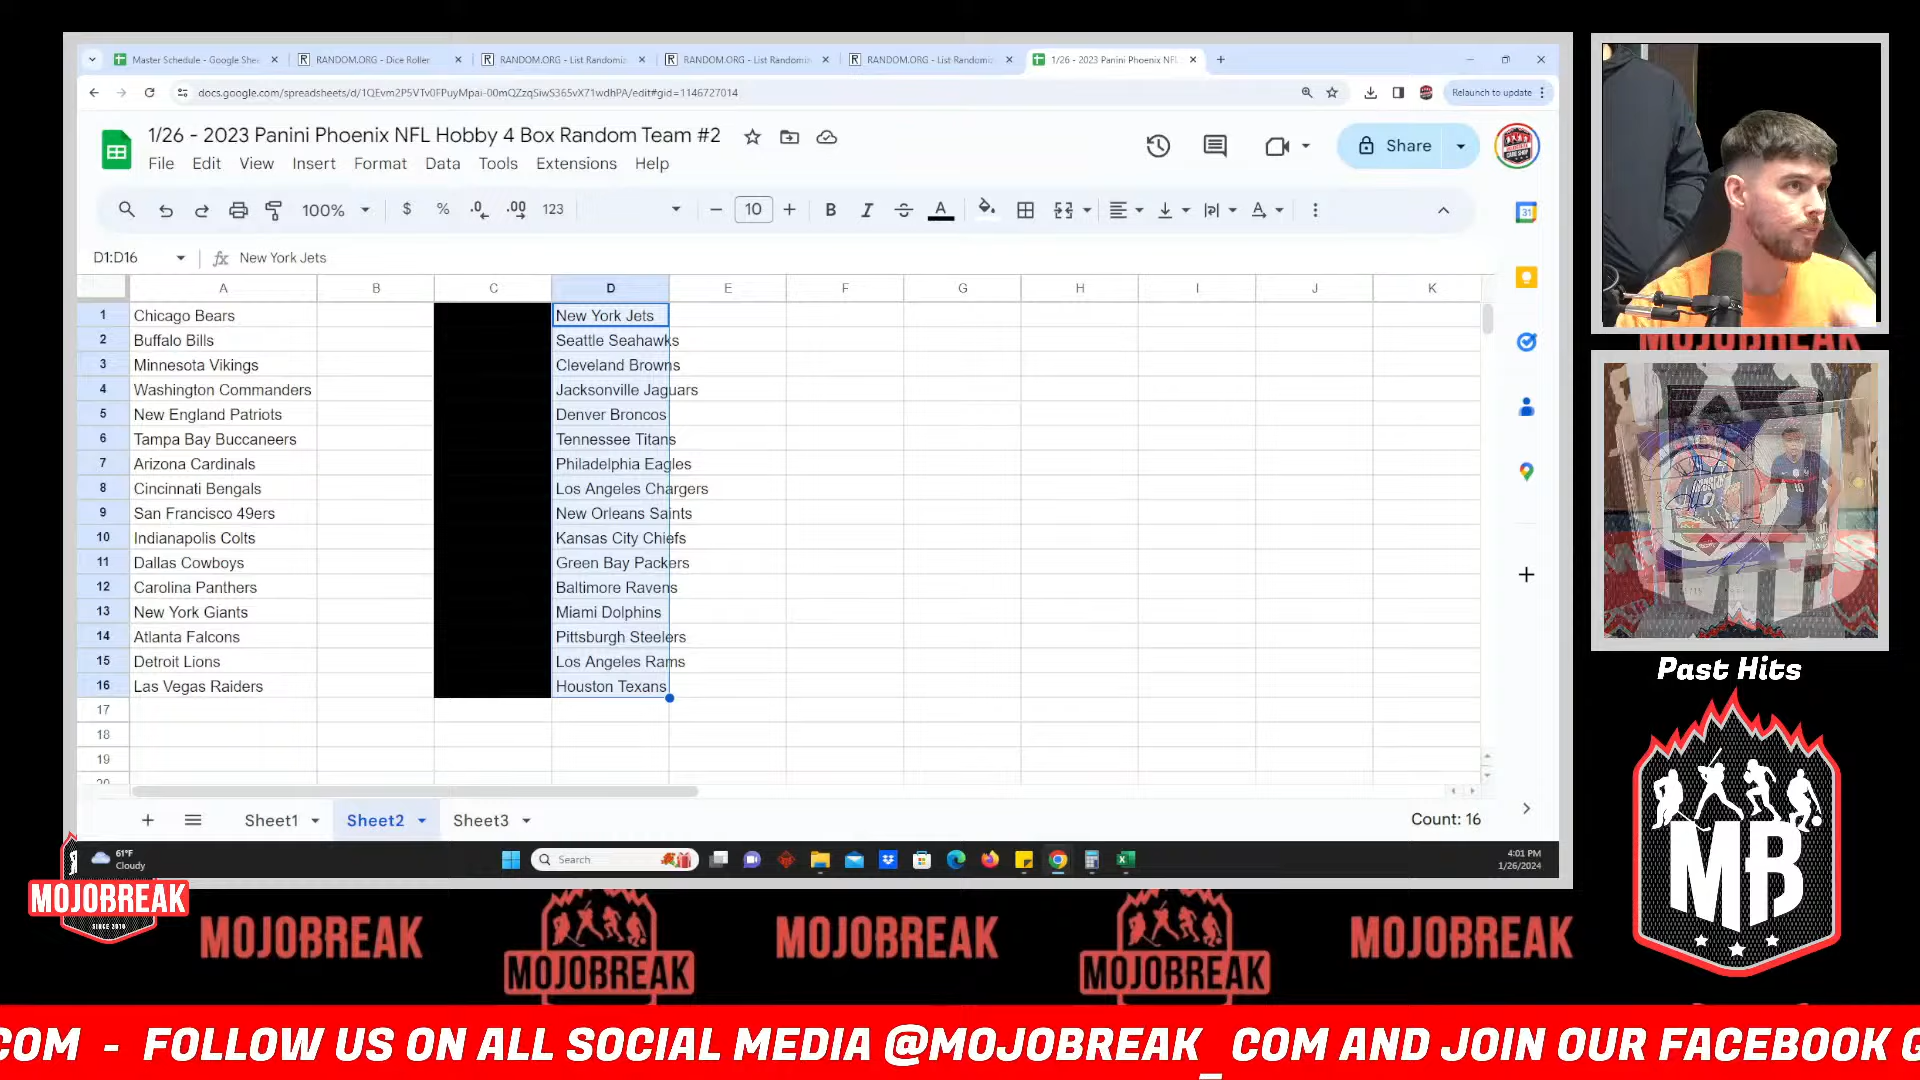 Master Schedule - Google She
RANDOM.ORG - Dice Roller
RANDOM.ORG - List Randomiz
RANDOM.ORG - List Randomiz
RANDOM.ORG - List Randomiz
1/26 - 2023 Panini Phoenix NFL
docs.google.com/spreadsheets/d/1QEvm2P5VTv0FPuyMpai-00mQZzqSiwS365vX71wdhPA/edit#gid=1146727014
Relaunch to update
1/26 - 2023 Panini Phoenix NFL Hobby 4 Box Random Team #2
File Edit View Insert Format Data Tools Extensions Help
Share
100% $ % .0 .00 123 10 B I
D1:D16 fx New York Jets
A B C D E F G H I J K
1 Chicago Bears New York Jets
2 Buffalo Bills Seattle Seahawks
3 Minnesota Vikings Cleveland Browns
4 Washington Commanders Jacksonville Jaguars
5 New England Patriots Denver Broncos
6 Tampa Bay Buccaneers Tennessee Titans
7 Arizona Cardinals Philadelphia Eagles
8 Cincinnati Bengals Los Angeles Chargers
9 San Francisco 49ers New Orleans Saints
10 Indianapolis Colts Kansas City Chiefs
11 Dallas Cowboys Green Bay Packers
12 Carolina Panthers Baltimore Ravens
13 New York Giants Miami Dolphins
14 Atlanta Falcons Pittsburgh Steelers
15 Detroit Lions Los Angeles Rams
16 Las Vegas Raiders Houston Texans
17
18
19
20
Sheet1 Sheet2 Sheet3
Count: 16
61°F
Cloudy
Search
4:01 PM
1/26/2024
MOJOBREAK
Past Hits
MB
MOJOBREAK
SINCE 2010
MOJOBREAK
MOJOBREAK
MOJOBREAK
MOJOBREAK
MOJOBREAK
COM - FOLLOW US ON ALL SOCIAL MEDIA @MOJOBREAK_COM AND JOIN OUR FACEBOOK G